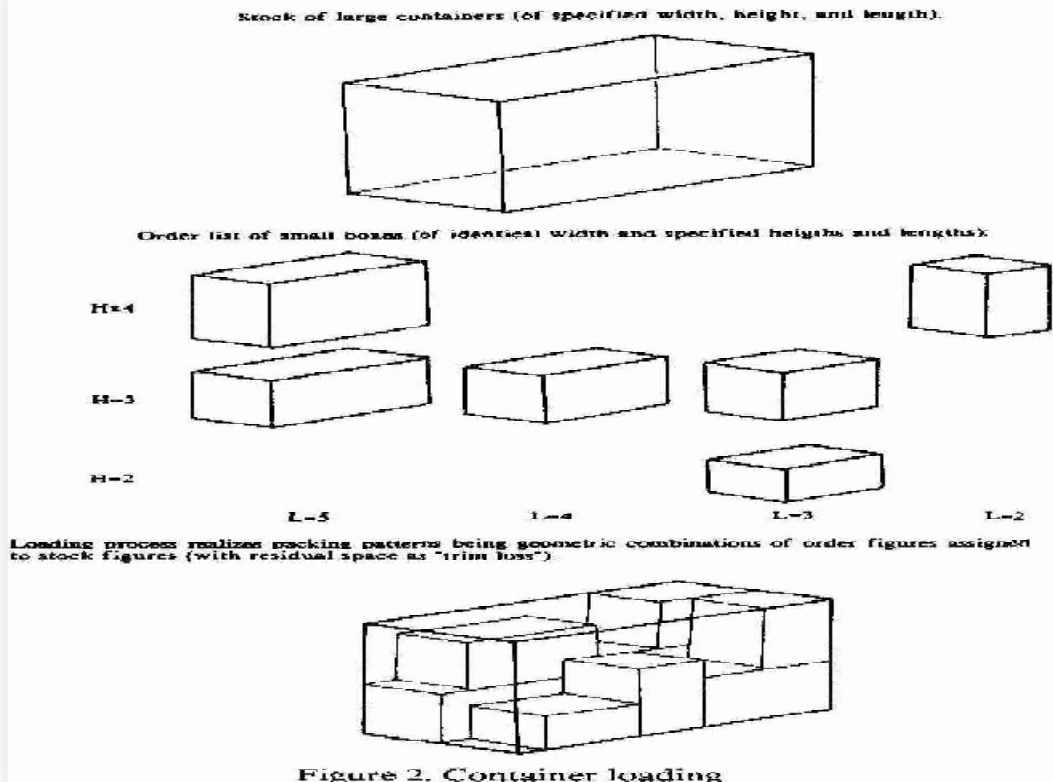 Stock of large containers (of specified width, height, and length):
Order list of small boxes (of identical width and specified heigths and lengths):
H=4
H=3
H=2
L=5 L=4 L=3 L=2
Loading process realizes packing patterns being geometric combinations of order figures assigned
to stock figures (with residual space as "trim loss")
Figure 2. Container loading